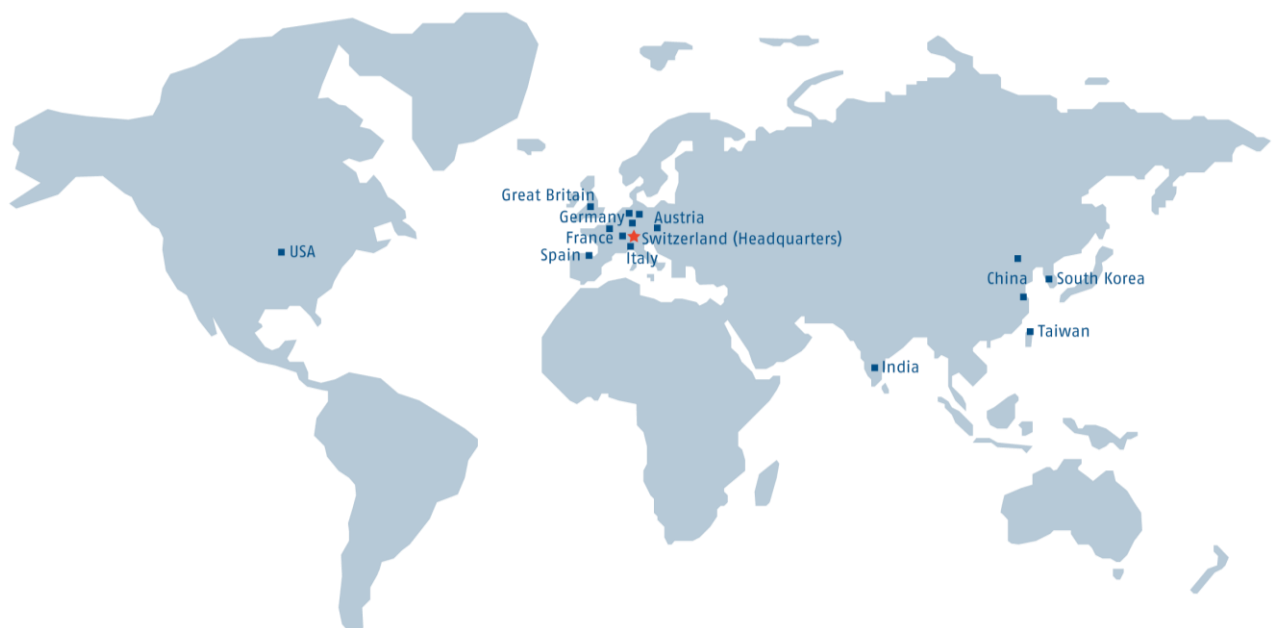 Great Britain
Germany
Austria
France
Switzerland (Headquarters)
USA
Spain
Italy
China
South Korea
Taiwan
India